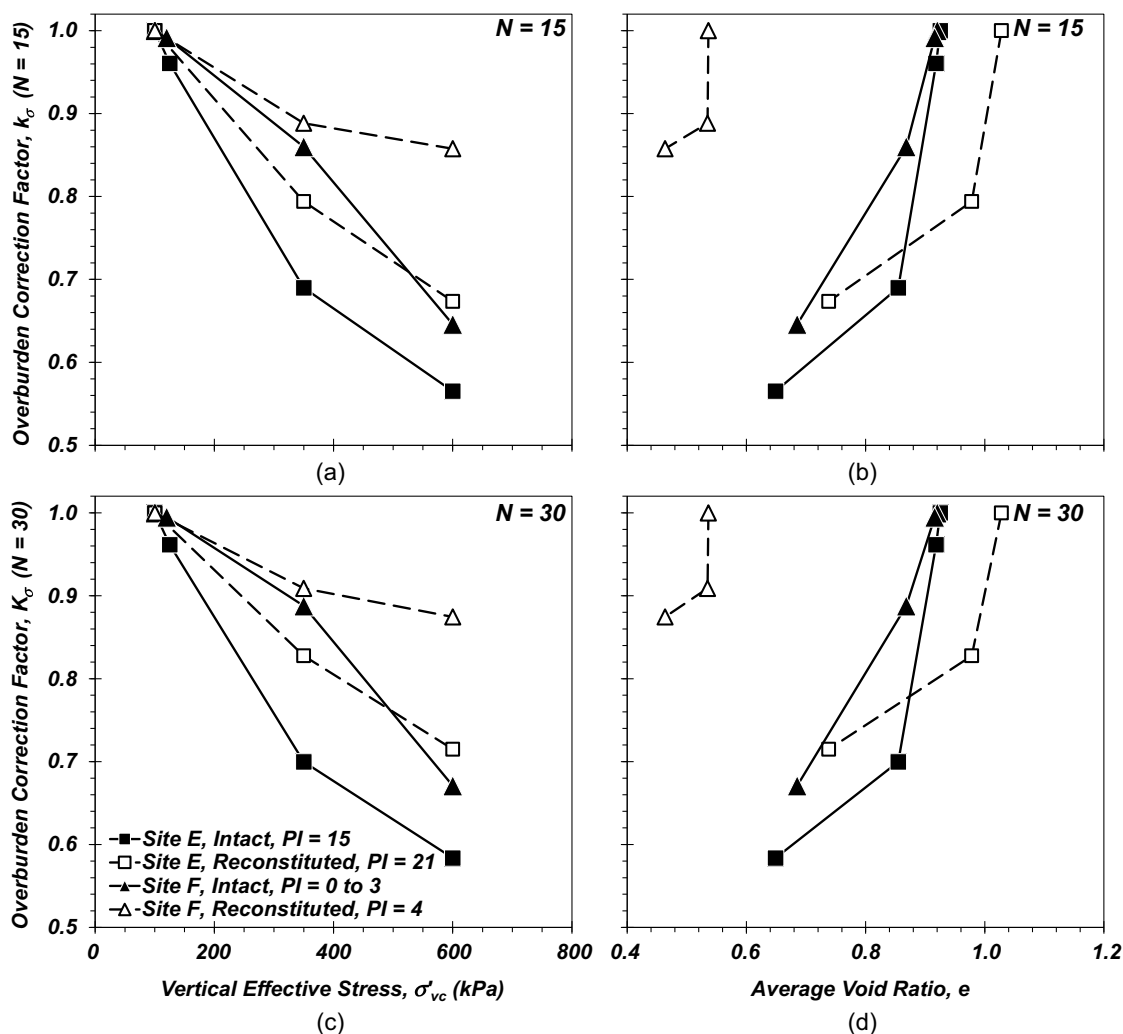 Overburden Correction Factor, kσ (N = 15)
1.0
0.9
0.8
0.7
0.6
0.5
N = 15
(a)
N = 15
(b)
Overburden Correction Factor, Kσ (N = 30)
1.0
0.9
0.8
0.7
0.6
0.5
N = 30
Site E, Intact, PI = 15
Site E, Reconstituted, PI = 21
Site F, Intact, PI = 0 to 3
Site F, Reconstituted, PI = 4
0 200 400 600 800
Vertical Effective Stress, σ'vc (kPa)
(c)
N = 30
0.4 0.6 0.8 1.0 1.2
Average Void Ratio, e
(d)